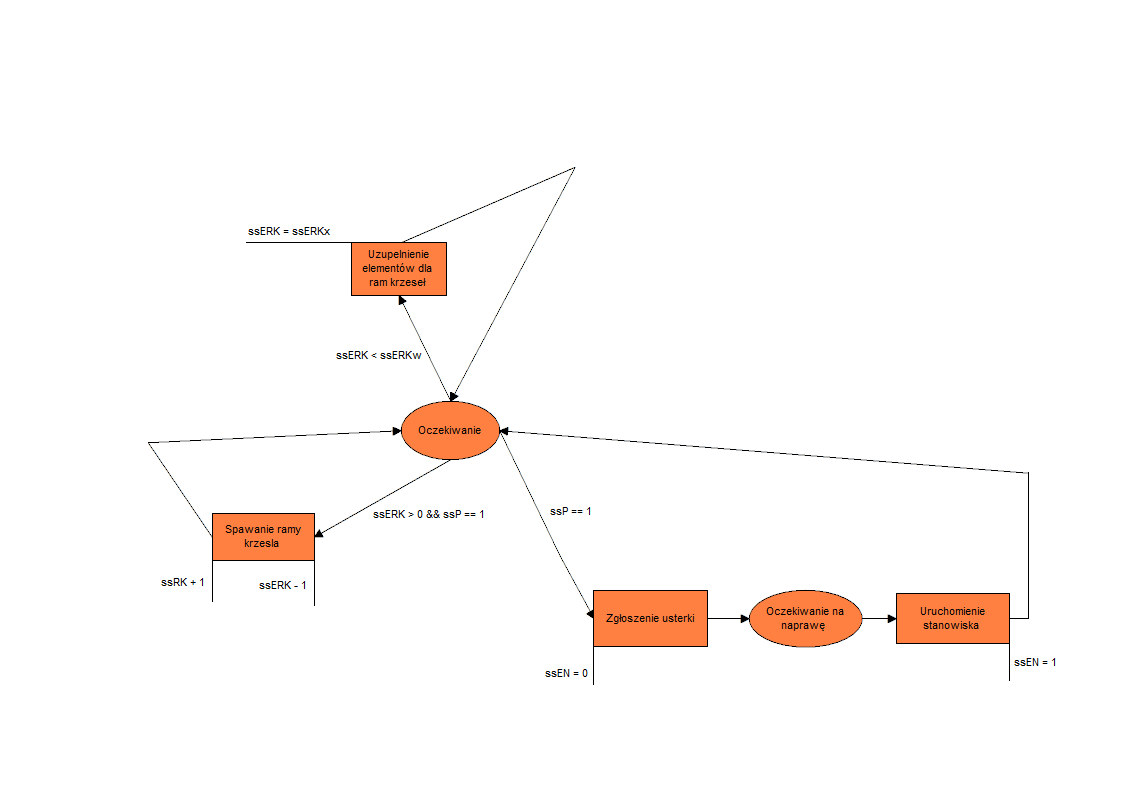 ssERK = ssERKx
Uzupelnienie
elementów dla
ram krzeseł
ssERK < ssERKw
Oczekiwanie
ssERK > 0 && ssP == 1
ssP == 1
Spawanie ramy
krzesla
ssRK + 1
ssERK - 1
Zgłoszenie usterki
Oczekiwanie na
naprawę
Uruchomienie
stanowiska
ssEN = 0
ssEN = 1